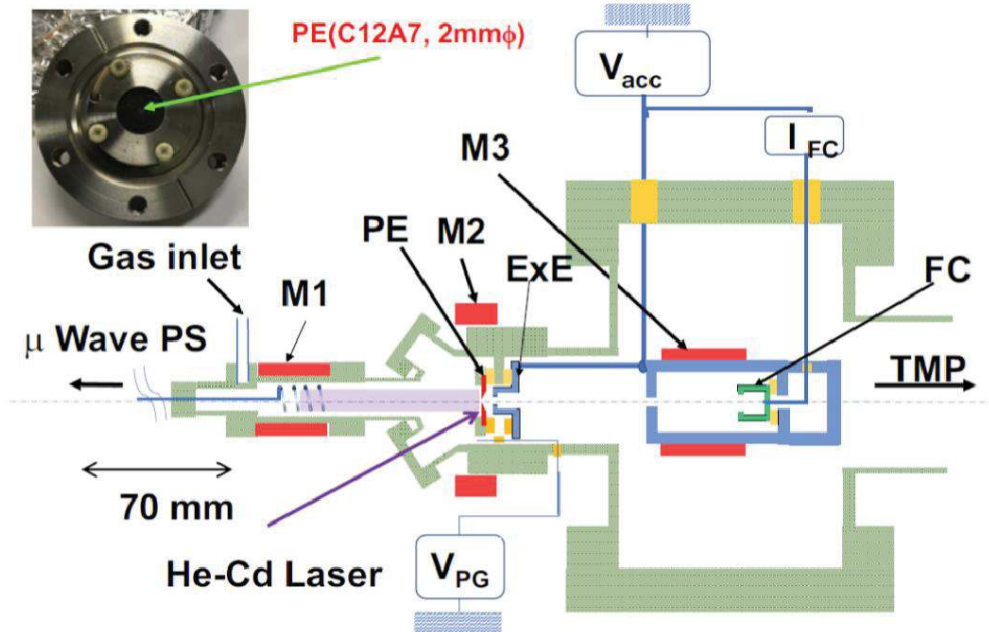 PE(C12A7, 2mmϕ)
Vacc
I FC
M3
PE
M2
Gas inlet
ExE
FC
M1
μ Wave PS
TMP
70 mm
He-Cd Laser
VPG